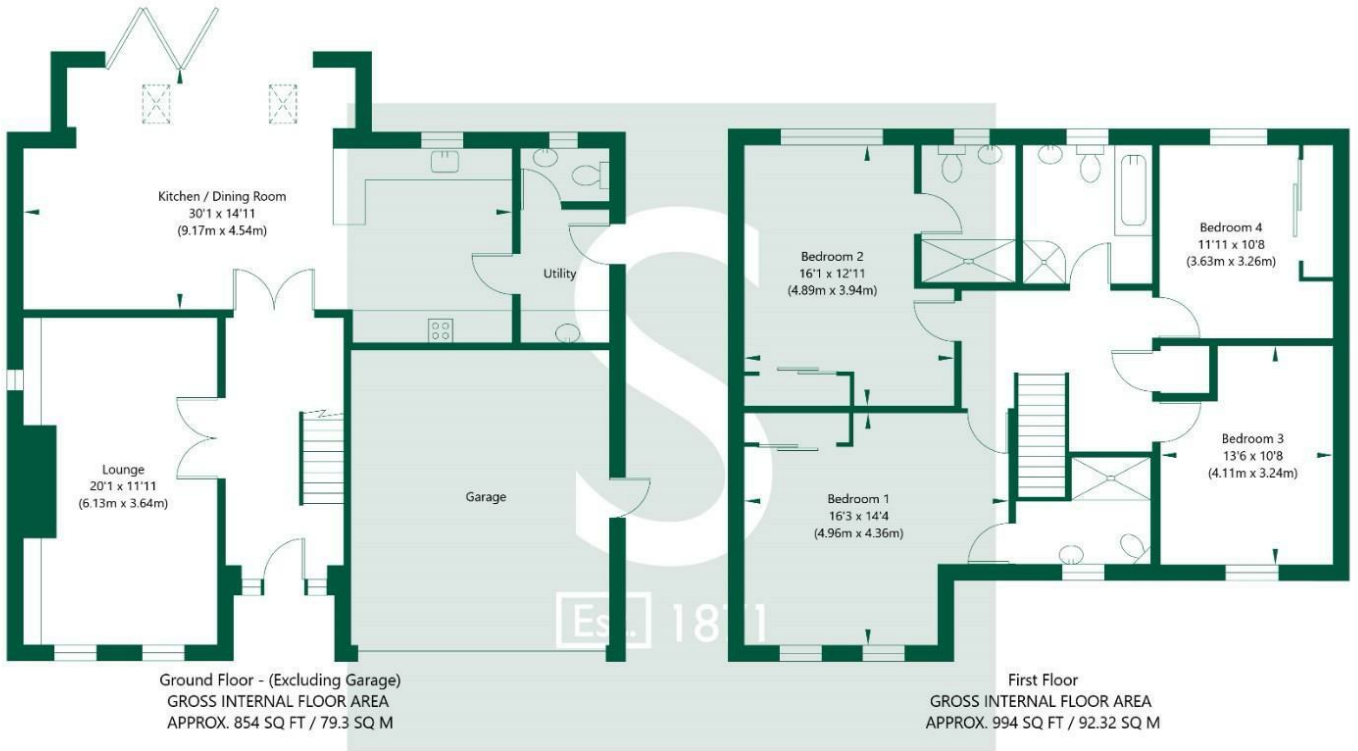 Kitchen / Dining Room
30'1 x 14'11
(9.17m x 4.54m)
Utility
Lounge
20'1 x 11'11
(6.13m x 3.64m)
Garage
Ground Floor - (Excluding Garage)
GROSS INTERNAL FLOOR AREA
APPROX. 854 SQ FT / 79.3 SQ M
Bedroom 2
16'1 x 12'11
(4.89m x 3.94m)
Bedroom 4
11'11 x 10'8
(3.63m x 3.26m)
Bedroom 3
13'6 x 10'8
(4.11m x 3.24m)
Bedroom 1
16'3 x 14'4
(4.96m x 4.36m)
First Floor
GROSS INTERNAL FLOOR AREA
APPROX. 994 SQ FT / 92.32 SQ M
S
Est. 1871